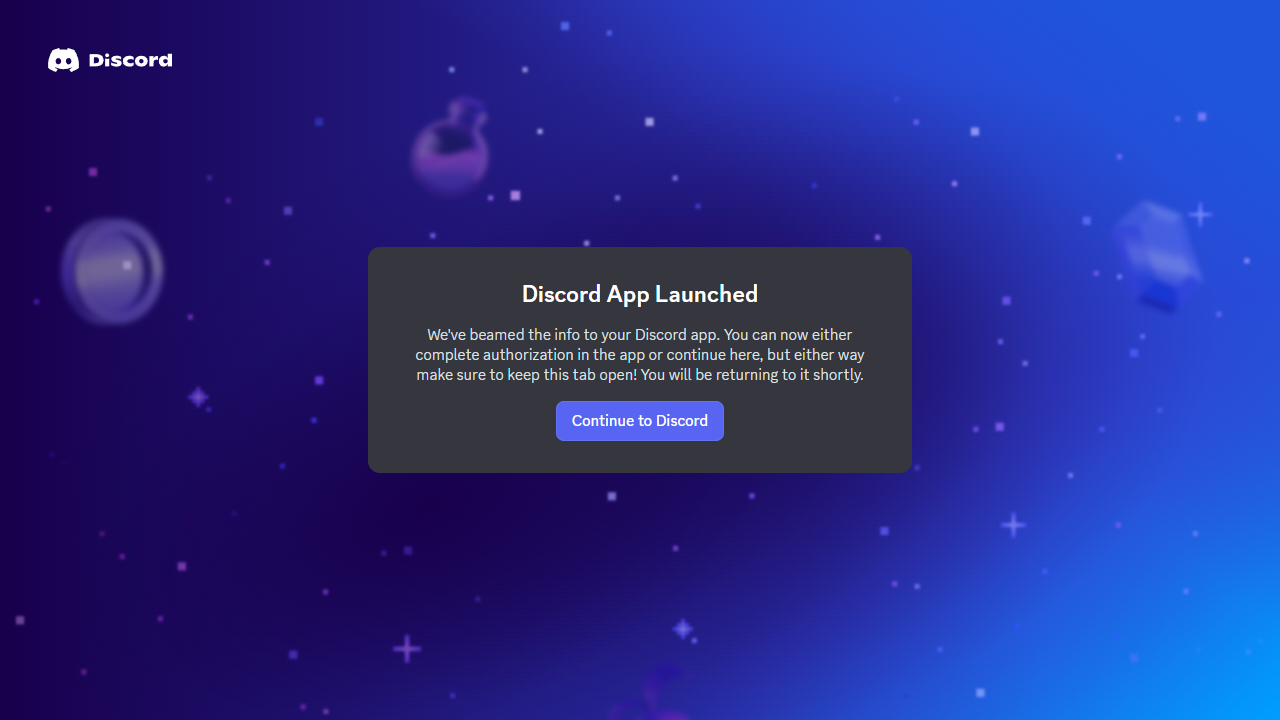 Discord
Discord App Launched
We've beamed the info to your Discord app. You can now either
complete authorization in the app or continue here, but either way
make sure to keep this tab open! You will be returning to it shortly.
Continue to Discord